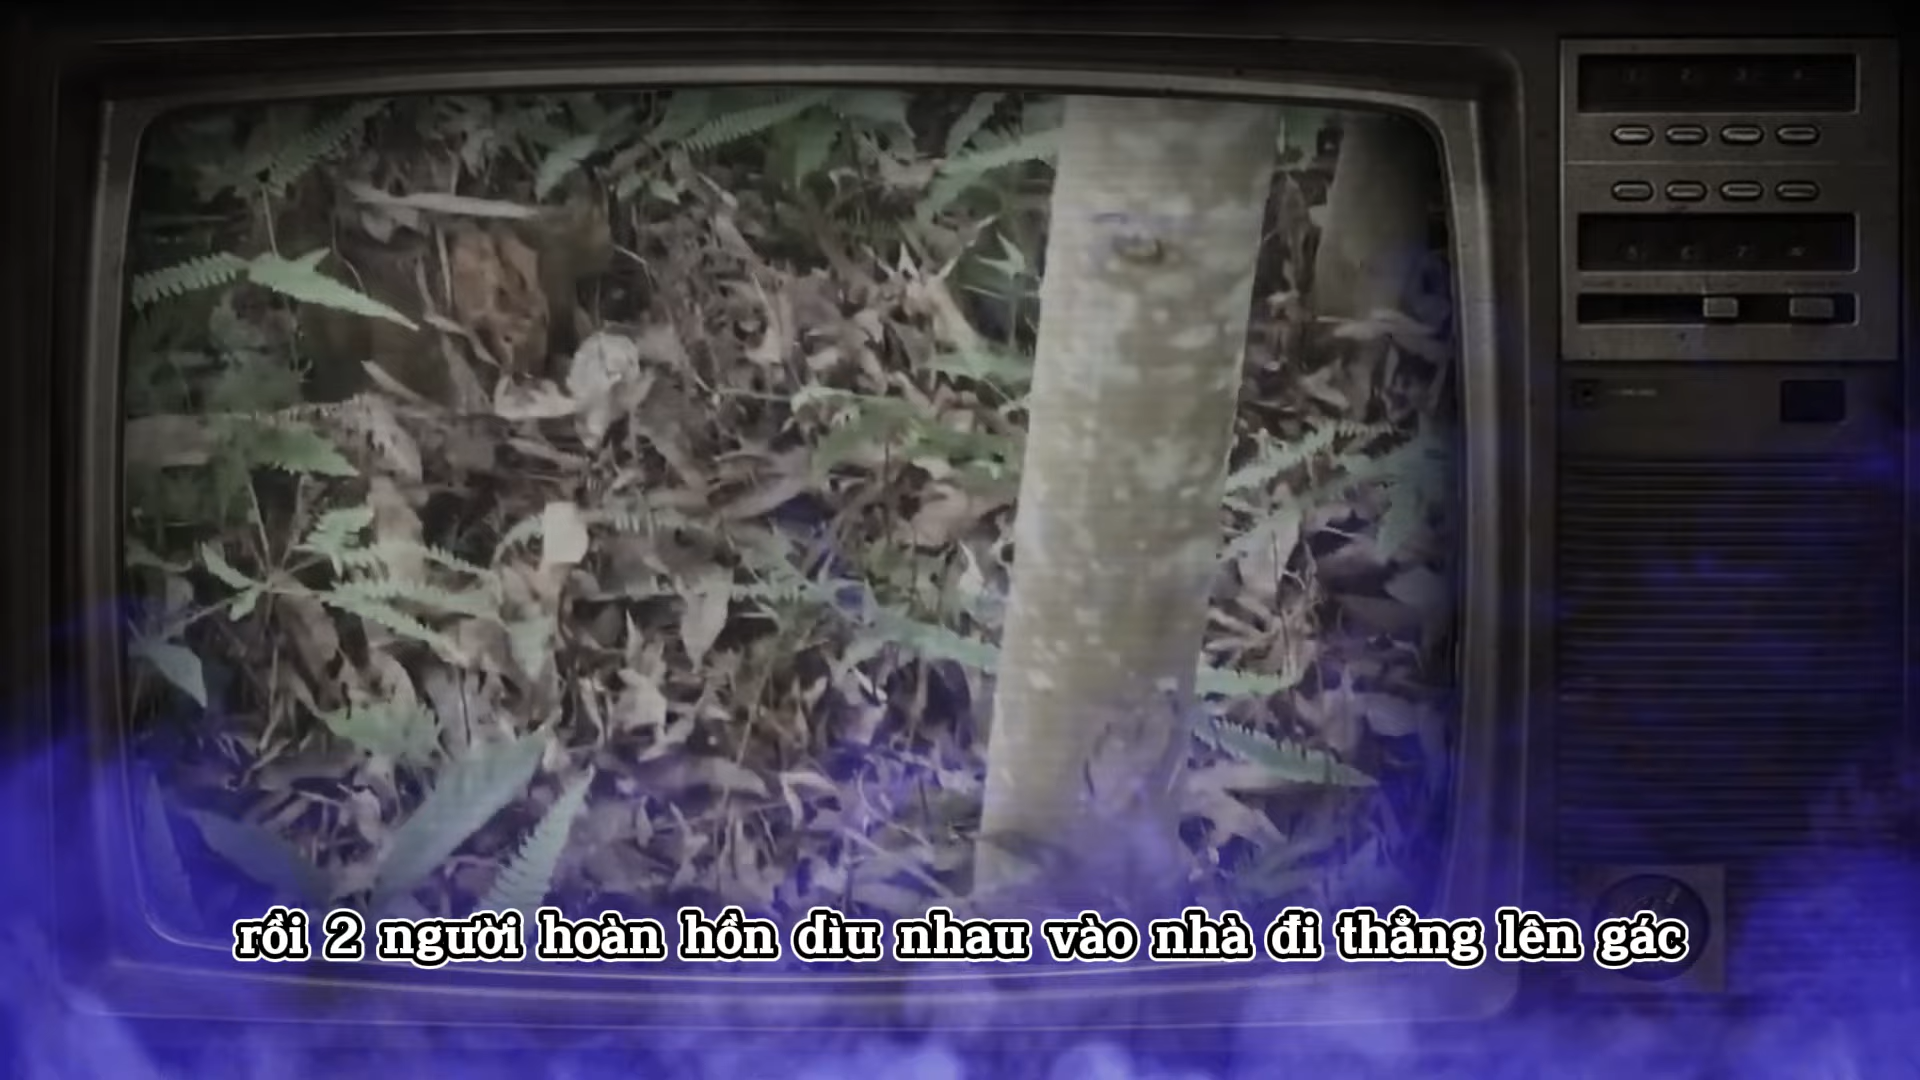 rồi 2 người hoàn hồn dìu nhau vào nhà đi thẳng lên gác